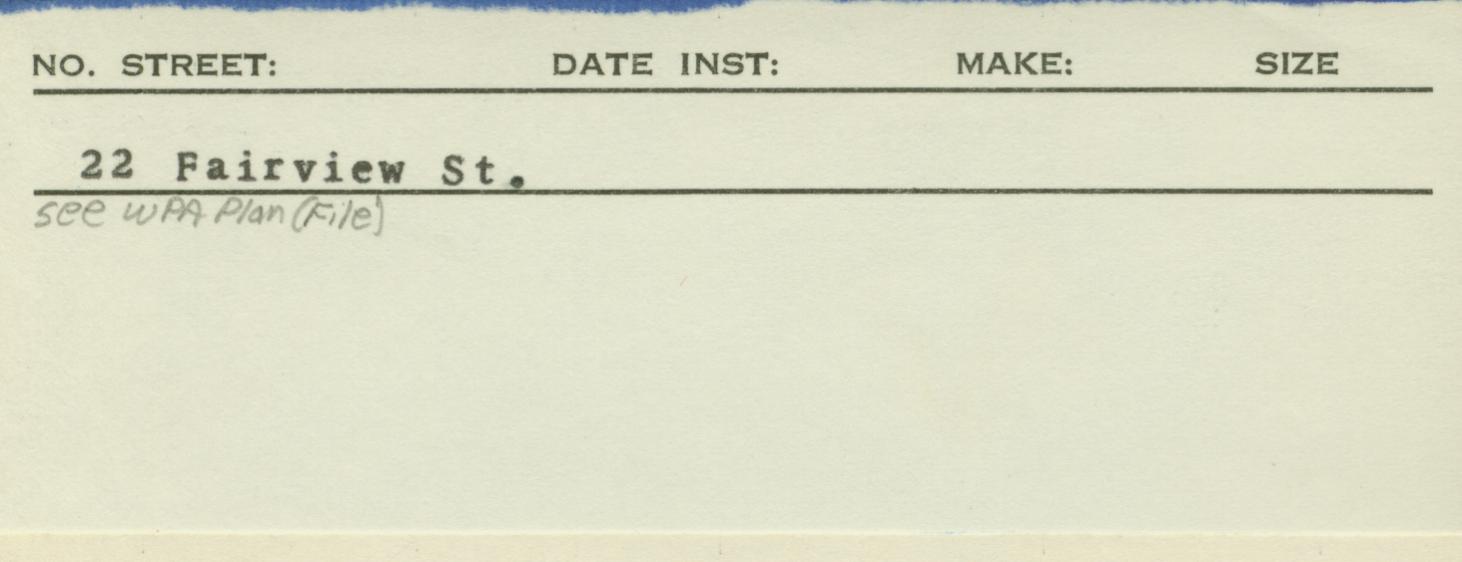 NO. STREET: DATE INST: MAKE: SIZE
22 Fairview St.
see WPA Plan (File)